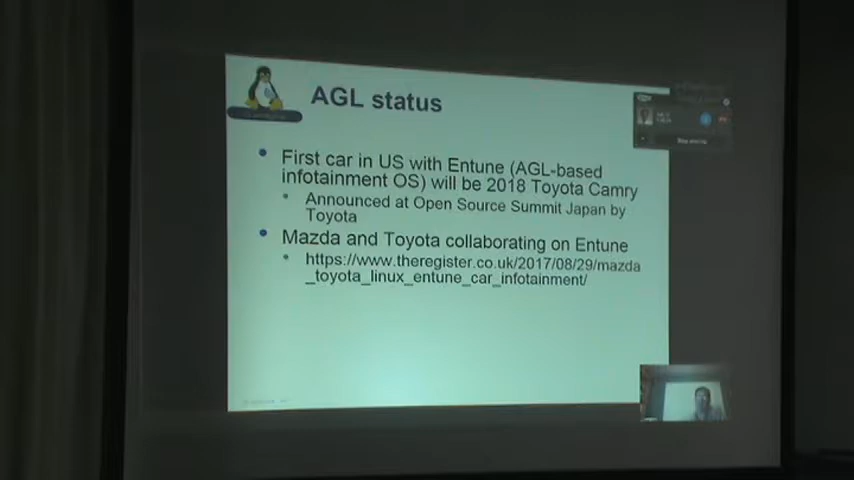 AGL status
First car in US with Entune (AGL-based
infotainment OS) will be 2018 Toyota Camry
Announced at Open Source Summit Japan by
Toyota
Mazda and Toyota collaborating on Entune
https://www.theregister.co.uk/2017/08/29/mazda
_toyota_linux_entune_car_infotainment/